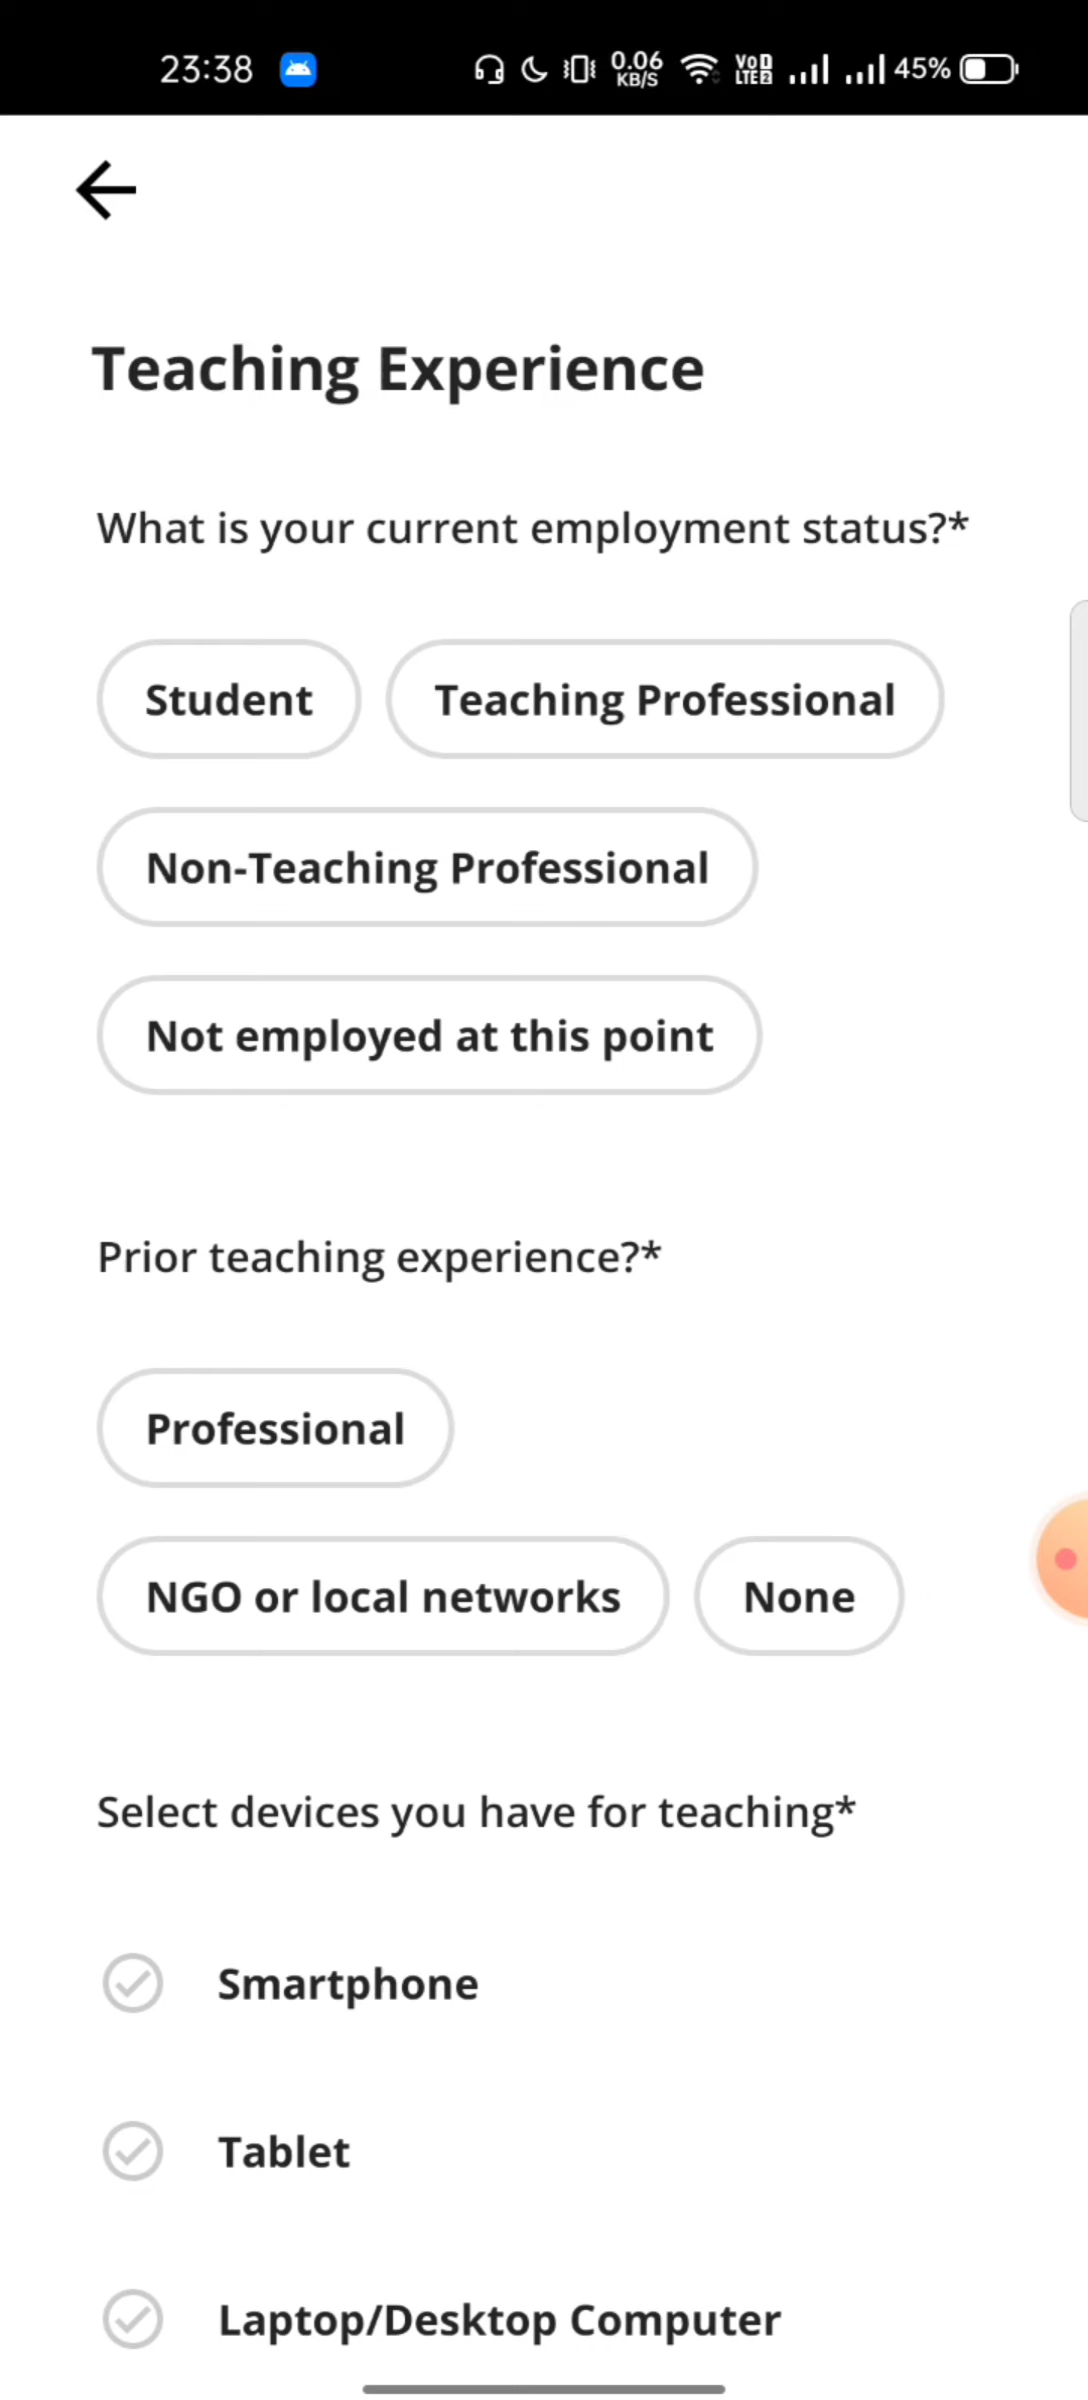 23:38 0.06 KB/S VoD LTE2 45%
Teaching Experience
What is your current employment status?*
Student Teaching Professional
Non-Teaching Professional
Not employed at this point
Prior teaching experience?*
Professional
NGO or local networks None
Select devices you have for teaching*
Smartphone
Tablet
Laptop/Desktop Computer